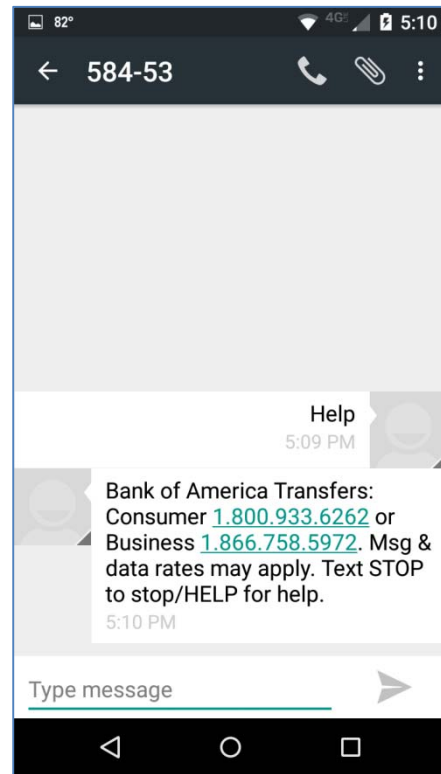 82° 4G 5:10
584-53
Help
5:09 PM
Bank of America Transfers:
Consumer 1.800.933.6262 or
Business 1.866.758.5972. Msg &
data rates may apply. Text STOP
to stop/HELP for help.
5:10 PM
Type message